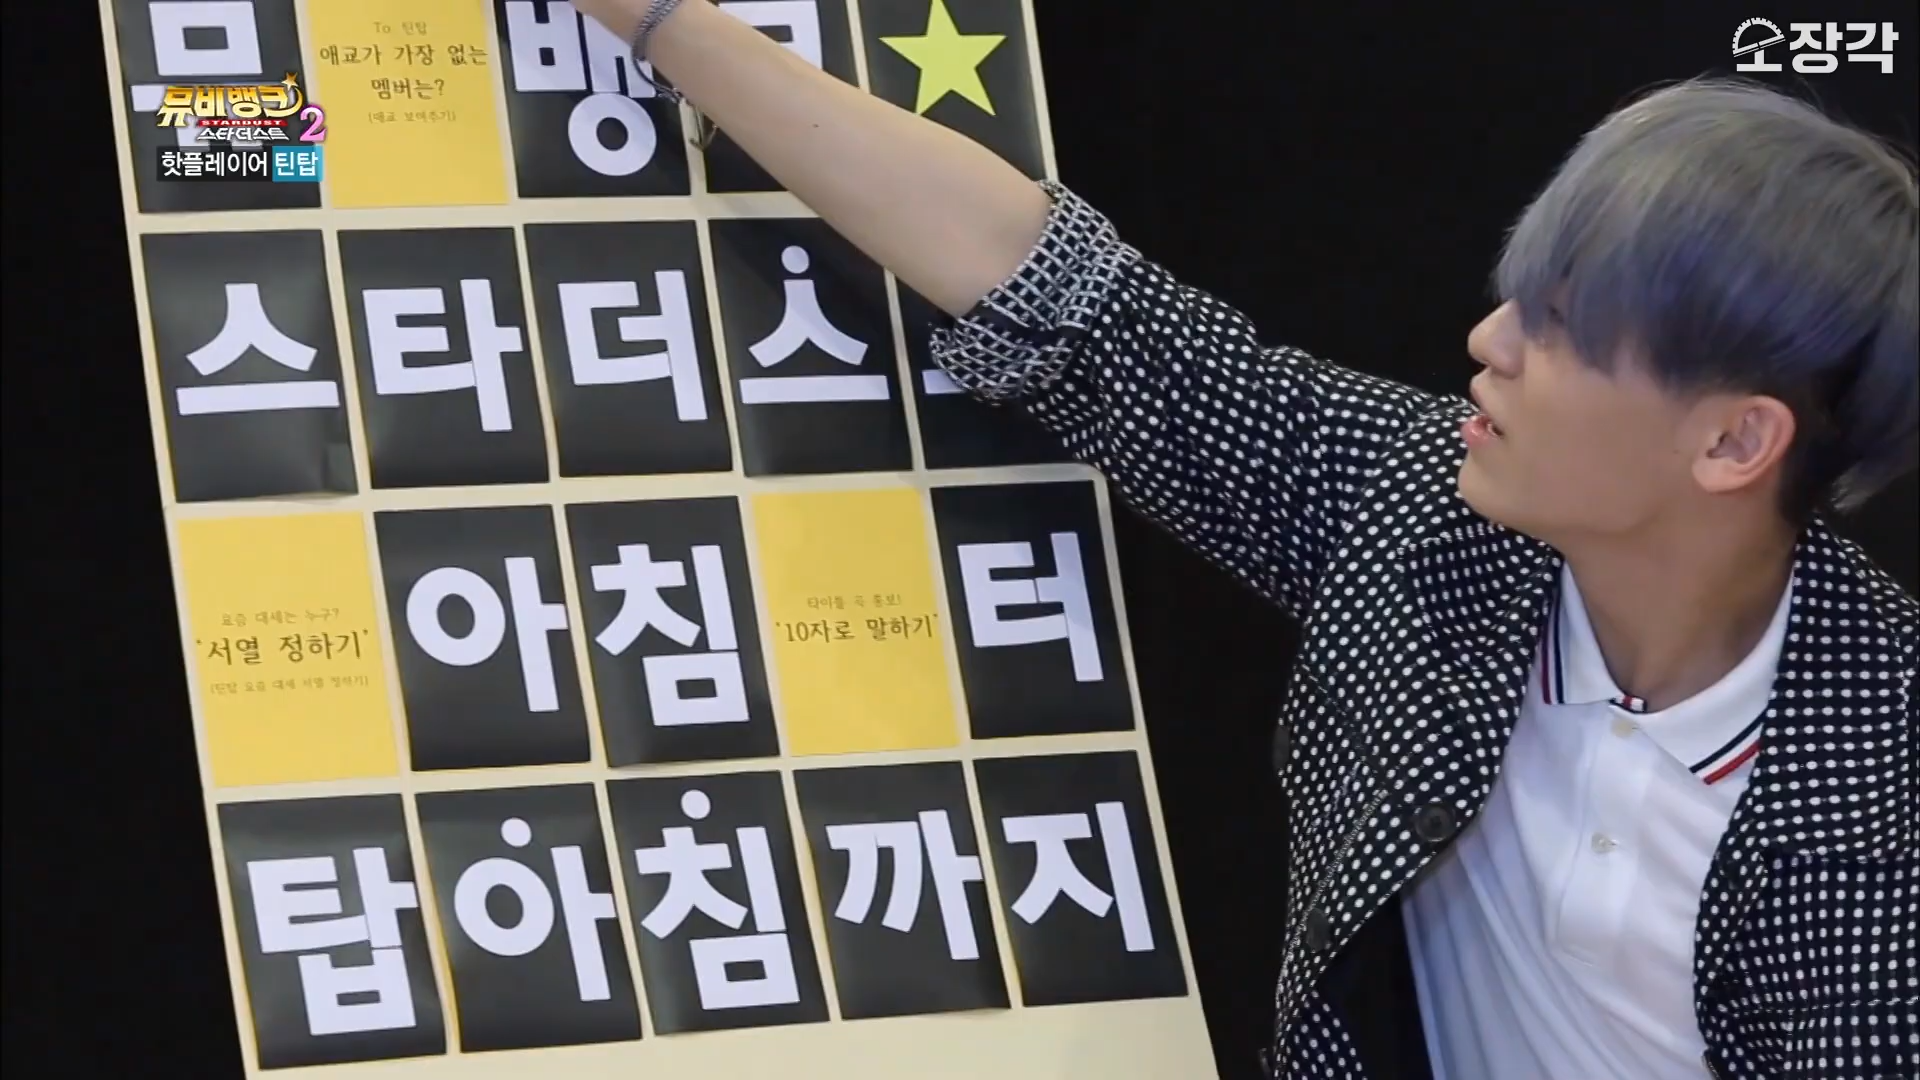 소장각
뮤비뱅크
STARDUST
스타더스트 2
핫플레이어 틴탑
To 틴탑
애교가 가장 없는
멤버는?
(애교 보여주기)
뱅
스 타 더 스
요즘 대세는 누구?
'서열 정하기'
(틴탑 요즘 대세 서열 정하기)
아 침
타이틀 곡 홍보!
'10자로 말하기'
터
탑 아 침 까 지